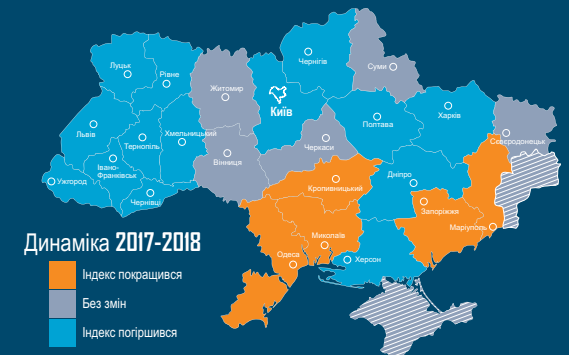 Чернігів
Луцьк
Рівне
Суми
Житомир
Київ
Харків
Полтава
Львів
Хмельницький
Тернопіль
Черкаси
Сєвєродонецьк
Вінниця
Івано-
Франківськ
Ужгород
Дніпро
Кропивницький
Чернівці
Запоріжжя
Маріуполь
Миколаїв
Одеса
Херсон
Динаміка 2017-2018
Індекс покращився
Без змін
Індекс погіршився